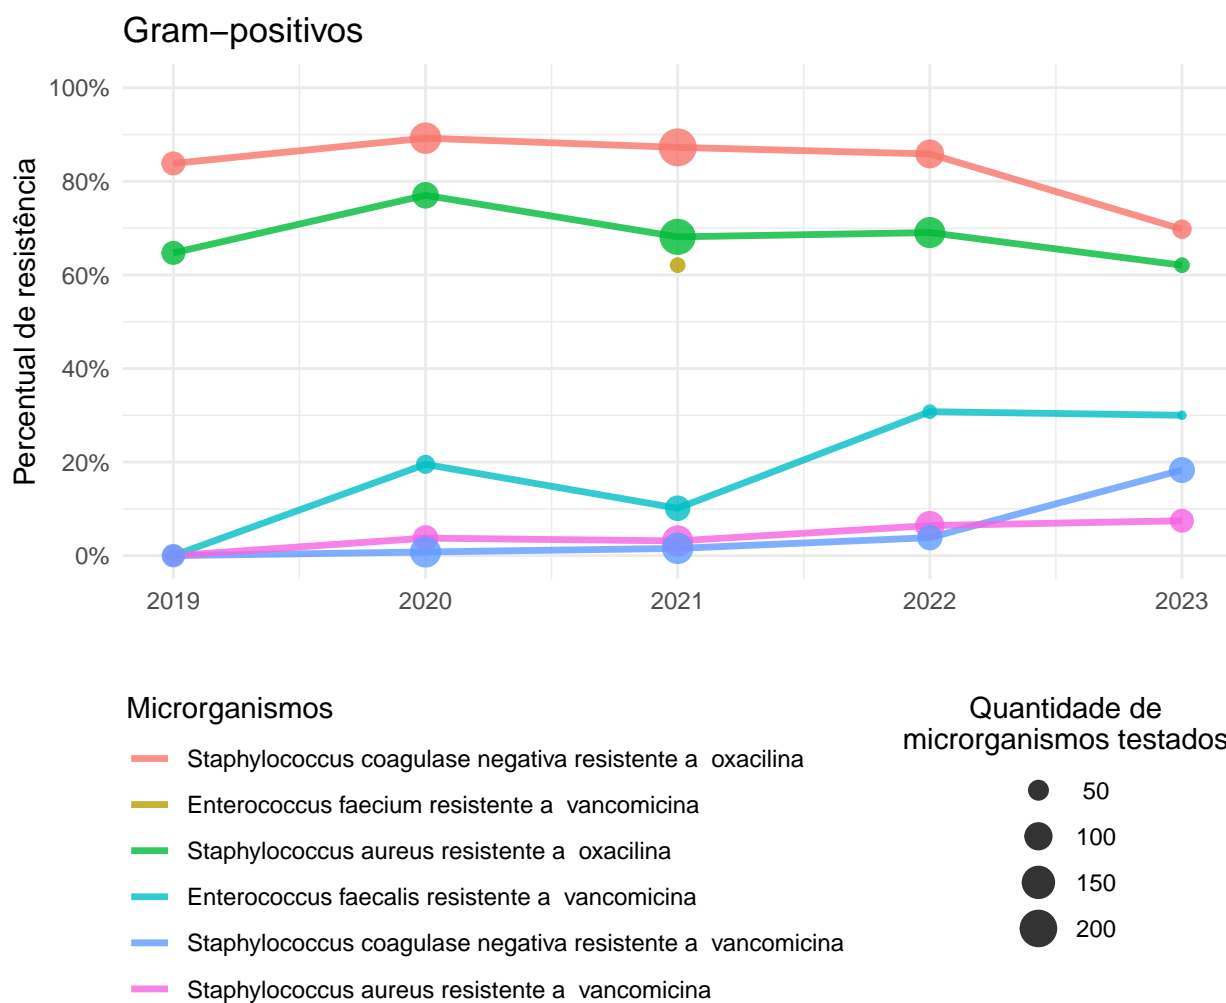 Gram−positivos
Percentual de resistência
100%
80%
60%
40%
20%
0%
2019 2020 2021 2022 2023
Microrganismos
Staphylococcus coagulase negativa resistente a  oxacilina
Enterococcus faecium resistente a  vancomicina
Staphylococcus aureus resistente a  oxacilina
Enterococcus faecalis resistente a  vancomicina
Staphylococcus coagulase negativa resistente a  vancomicina
Staphylococcus aureus resistente a  vancomicina
Quantidade de
microrganismos testados
50
100
150
200